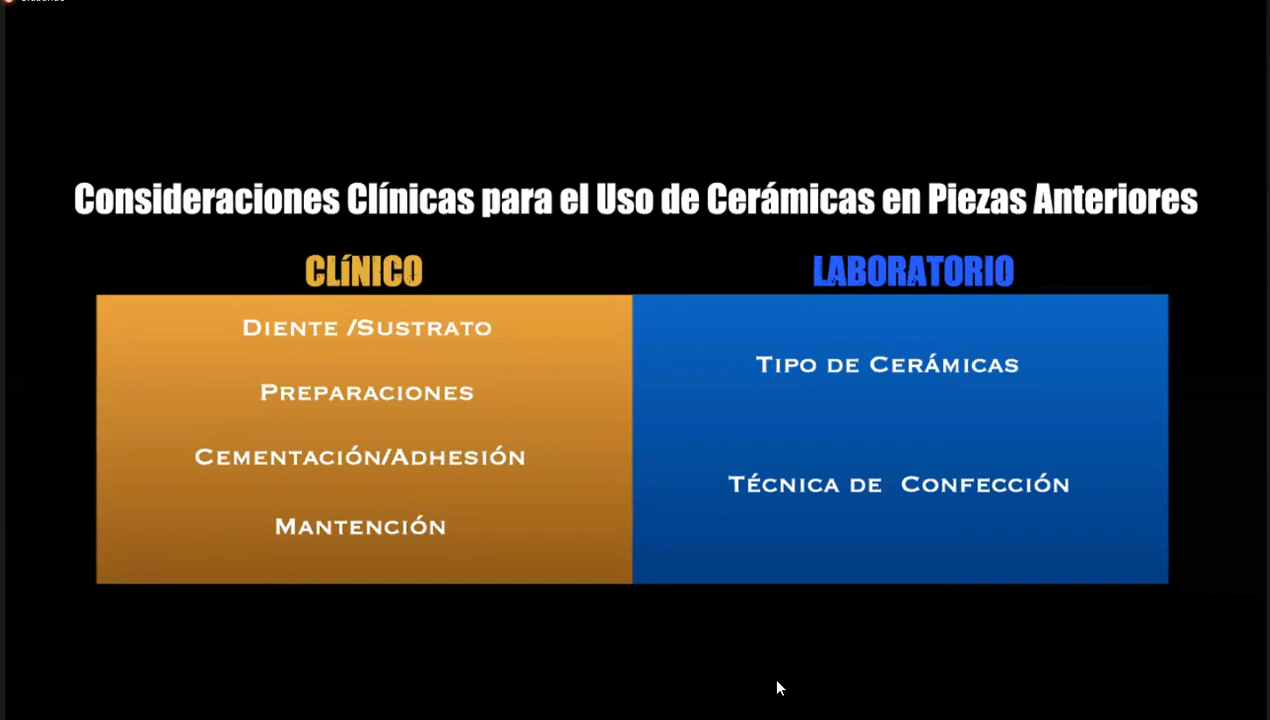 Consideraciones Clínicas para el Uso de Cerámicas en Piezas Anteriores
CLíNICO
LABORATORIO
DIENTE /SUSTRATO
PREPARACIONES
CEMENTACIÓN/ADHESIÓN
MANTENCIÓN
TIPO DE CERÁMICAS
TÉCNICA DE CONFECCIÓN